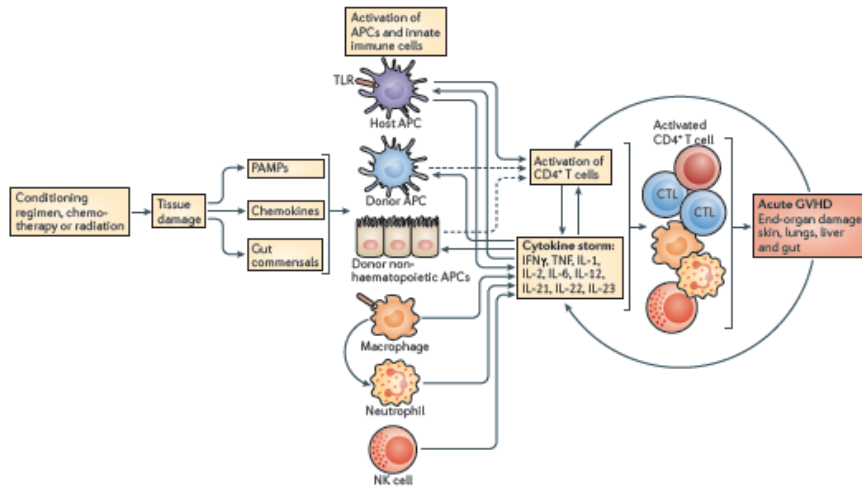 Activation of
APCs and innate
immune cells
TLR
Host APC
Donor APC
Donor non-
haematopoietic APCs
Macrophage
Neutrophil
NK cell
Conditioning
regimen, chemo-
therapy or radiation
Tissue
damage
PAMPs
Chemokines
Gut
commensals
Activation of
CD4⁺ T cells
Cytokine storm:
IFNγ, TNF, IL-1,
IL-2, IL-6, IL-12,
IL-21, IL-22, IL-23
Activated
CD4⁺ T cell
CTL
CTL
Acute GVHD
End-organ damage:
skin, lungs, liver
and gut